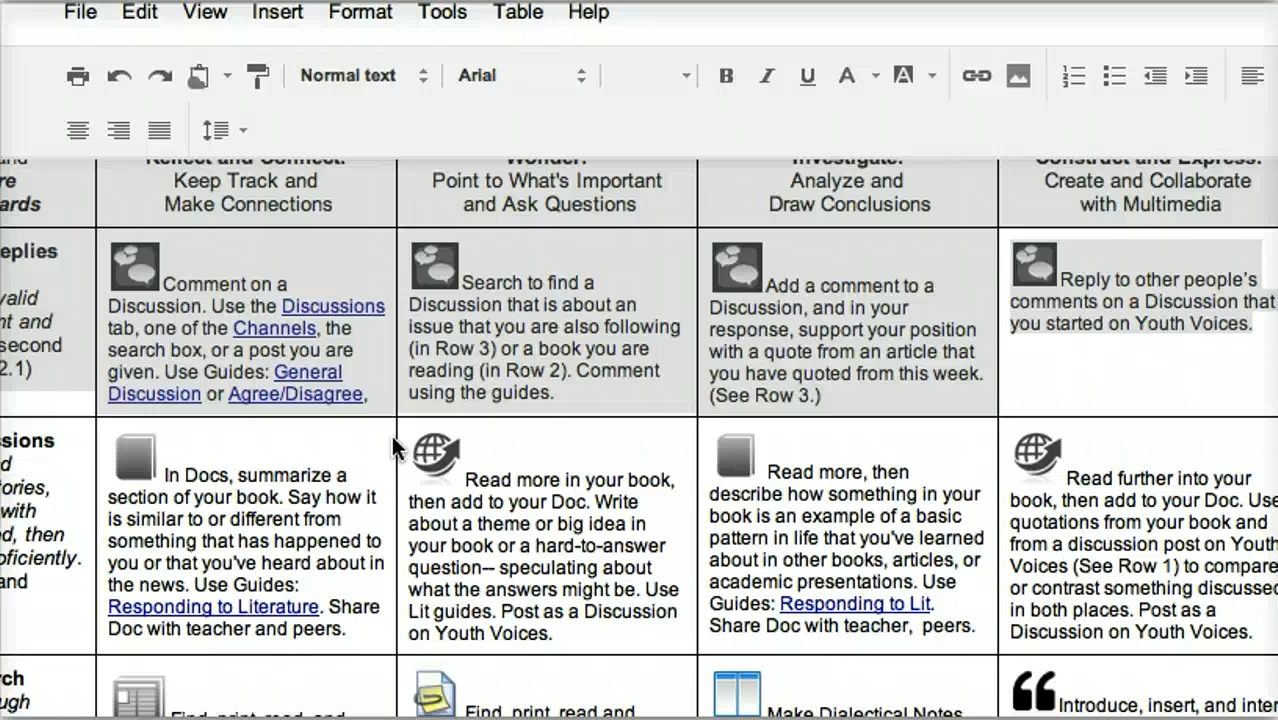 File Edit View Insert Format Tools Table Help
Normal text Arial
Reflect and Connect: Wonder: Investigate: Construct and Express:
Keep Track and
Make Connections
Point to What's Important
and Ask Questions
Analyze and
Draw Conclusions
Create and Collaborate
with Multimedia
eplies
valid
nt and
second
2.1)
Comment on a
Discussion. Use the Discussions
tab, one of the Channels, the
search box, or a post you are
given. Use Guides: General
Discussion or Agree/Disagree,
Search to find a
Discussion that is about an
issue that you are also following
(in Row 3) or a book you are
reading (in Row 2). Comment
using the guides.
Add a comment to a
Discussion, and in your
response, support your position
with a quote from an article that
you have quoted from this week.
(See Row 3.)
Reply to other people's
comments on a Discussion that
you started on Youth Voices.
ssions
d
tories,
with
ed, then
oficiently.
and
In Docs, summarize a
section of your book. Say how it
is similar to or different from
something that has happened to
you or that you've heard about in
the news. Use Guides:
Responding to Literature. Share
Doc with teacher and peers.
Read more in your book,
then add to your Doc. Write
about a theme or big idea in
your book or a hard-to-answer
question-- speculating about
what the answers might be. Use
Lit guides. Post as a Discussion
on Youth Voices.
Read more, then
describe how something in your
book is an example of a basic
pattern in life that you've learned
about in other books, articles, or
academic presentations. Use
Guides: Responding to Lit.
Share Doc with teacher, peers.
Read further into your
book, then add to your Doc. Use
quotations from your book and
from a discussion post on Youth
Voices (See Row 1) to compare
or contrast something discussed
in both places. Post as a
Discussion on Youth Voices.
rch
ough
Find, print, read, and
Find, print, read and
Make Dialectical Notes
Introduce, insert, and inter